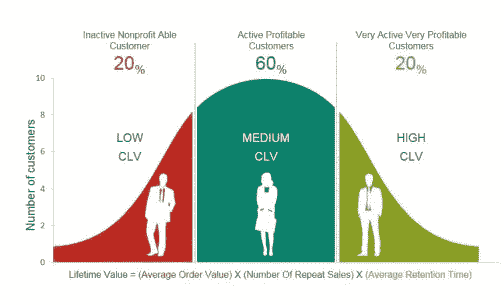 Inactive Nonprofit Able
Customer
20%
Active Profitable
Customers
60%
Very Active Very Profitable
Customers
20%
Number of customers
10
8
6
4
2
0
LOW
CLV
MEDIUM
CLV
HIGH
CLV
Lifetime Value = (Average Order Value) X (Number Of Repeat Sales) X (Average Retention Time)